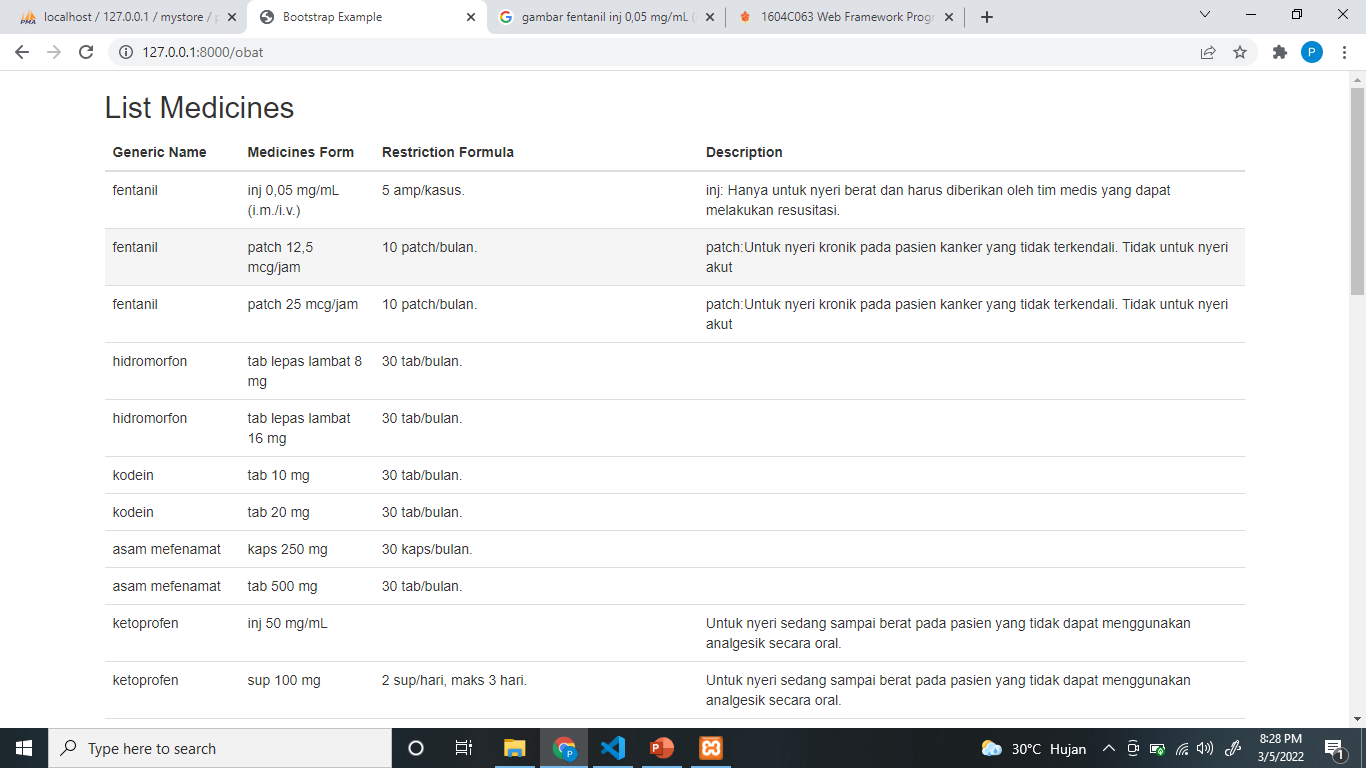 localhost / 127.0.0.1 / mystore /
Bootstrap Example
gambar fentanil inj 0,05 mg/mL
1604C063 Web Framework Progr
127.0.0.1:8000/obat
P
List Medicines
Generic Name Medicines Form Restriction Formula Description
fentanil inj 0,05 mg/mL 5 amp/kasus. inj: Hanya untuk nyeri berat dan harus diberikan oleh tim medis yang dapat
(i.m./i.v.) melakukan resusitasi.
fentanil patch 12,5 10 patch/bulan. patch:Untuk nyeri kronik pada pasien kanker yang tidak terkendali. Tidak untuk nyeri
mcg/jam akut
fentanil patch 25 mcg/jam 10 patch/bulan. patch:Untuk nyeri kronik pada pasien kanker yang tidak terkendali. Tidak untuk nyeri
akut
hidromorfon tab lepas lambat 8 30 tab/bulan.
mg
hidromorfon tab lepas lambat 30 tab/bulan.
16 mg
kodein tab 10 mg 30 tab/bulan.
kodein tab 20 mg 30 tab/bulan.
asam mefenamat kaps 250 mg 30 kaps/bulan.
asam mefenamat tab 500 mg 30 tab/bulan.
ketoprofen inj 50 mg/mL Untuk nyeri sedang sampai berat pada pasien yang tidak dapat menggunakan
analgesik secara oral.
ketoprofen sup 100 mg 2 sup/hari, maks 3 hari. Untuk nyeri sedang sampai berat pada pasien yang tidak dapat menggunakan
analgesik secara oral.
Type here to search
30°C Hujan
8:28 PM
3/5/2022
1